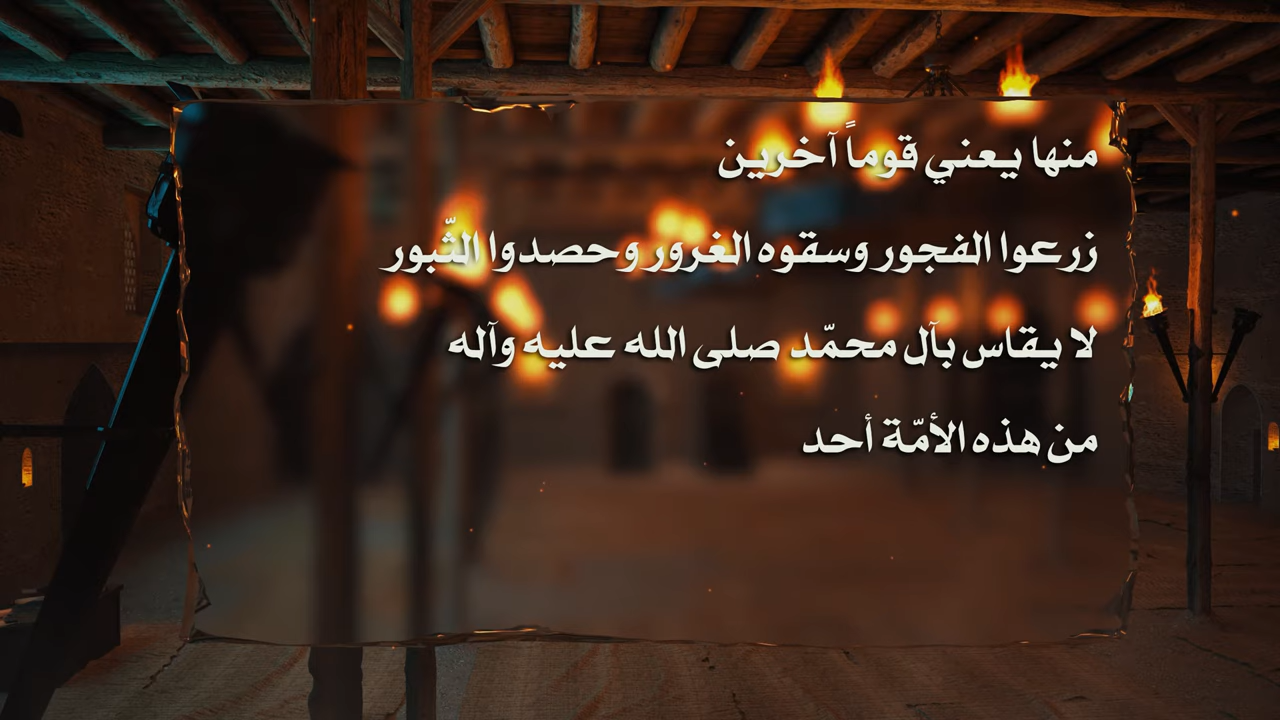 منها يعني قوماً آخرين
زرعوا الفجور وسقوه الغرور وحصدوا الثّبور
لا يقاس بآل محمّد صلى الله عليه وآله
من هذه الأمّة أحد